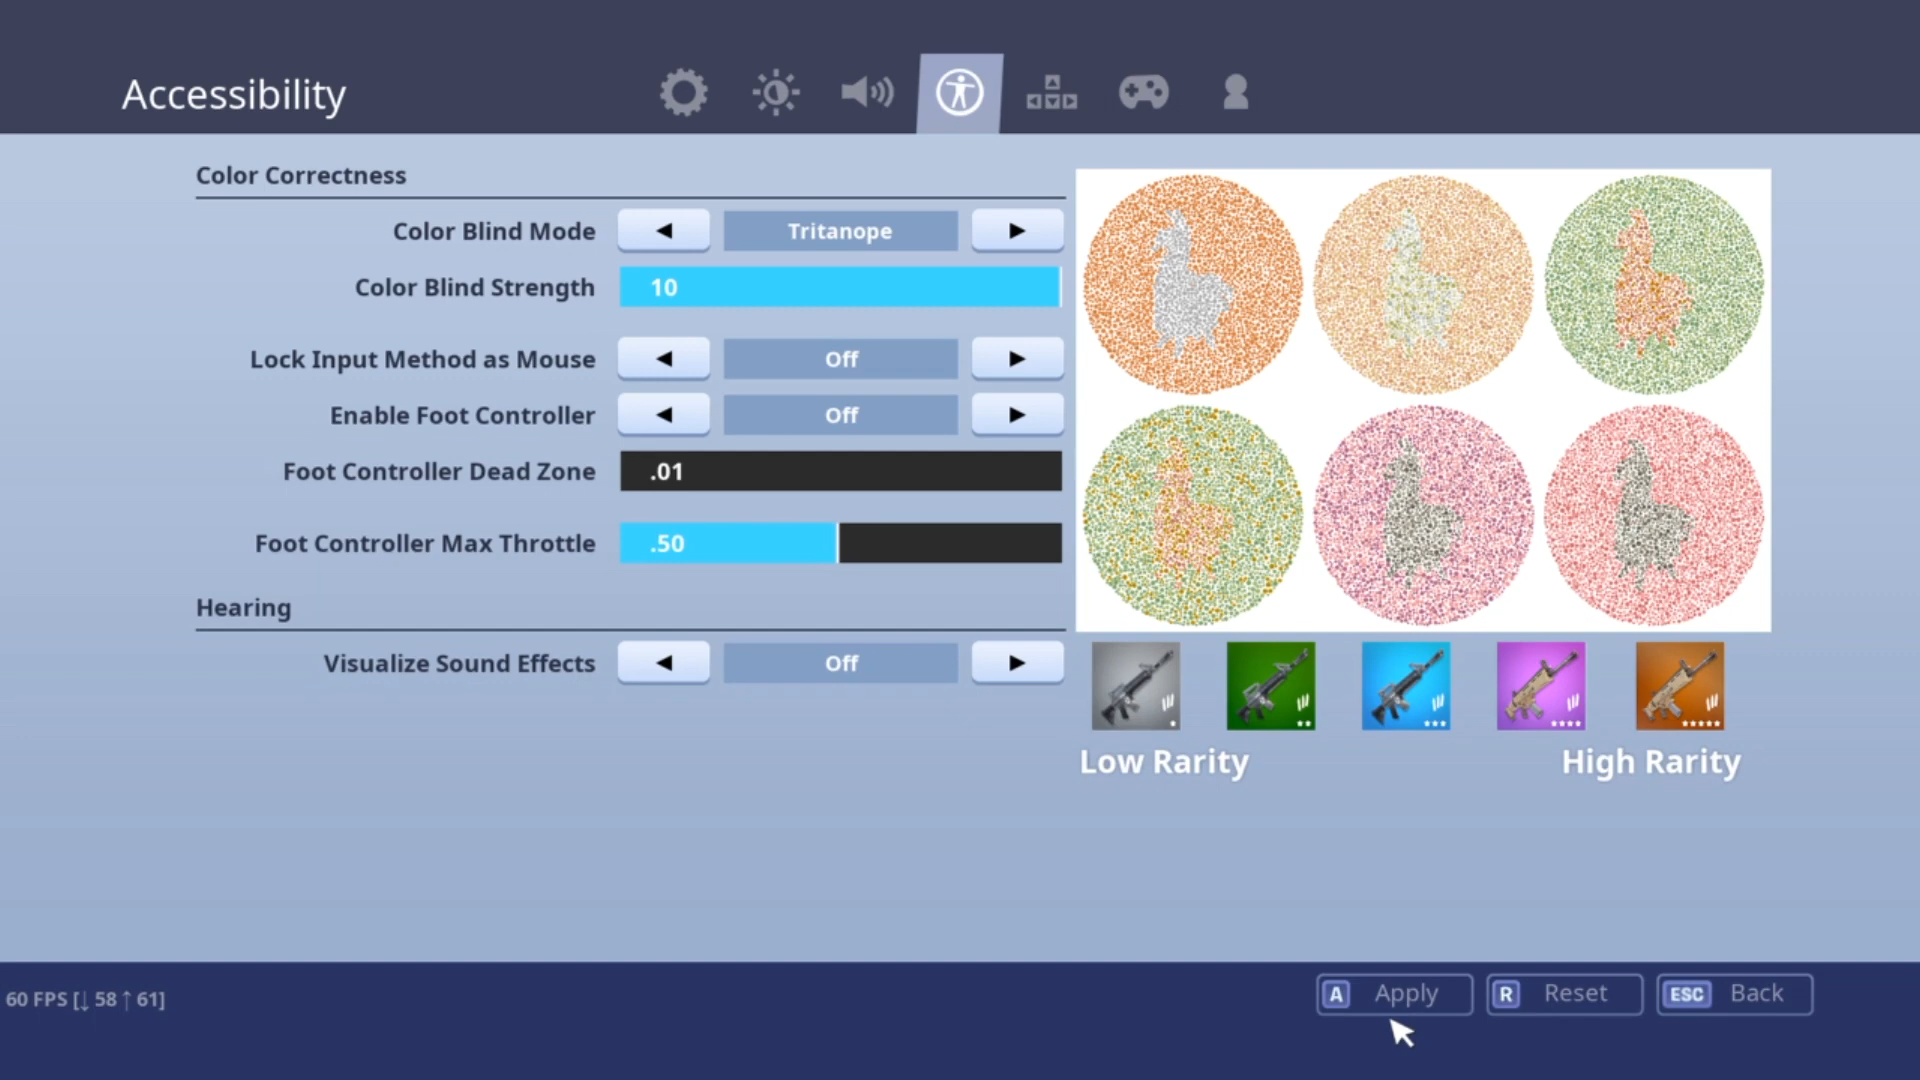 Accessibility
Color Correctness
Color Blind Mode Tritanope
Color Blind Strength 10
Lock Input Method as Mouse Off
Enable Foot Controller Off
Foot Controller Dead Zone .01
Foot Controller Max Throttle .50
Hearing
Visualize Sound Effects Off
Low Rarity High Rarity
60 FPS [↓ 58 ↑ 61]
A Apply R Reset ESC Back